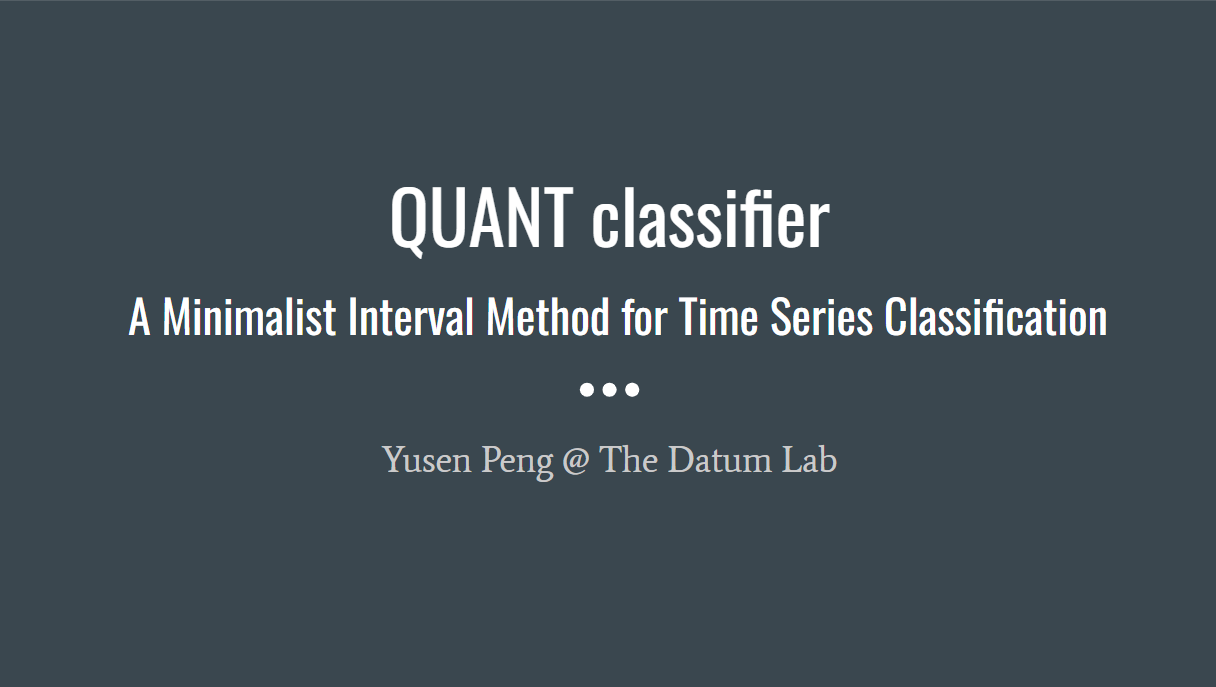 QUANT classifier
A Minimalist Interval Method for Time Series Classification
Yusen Peng @ The Datum Lab